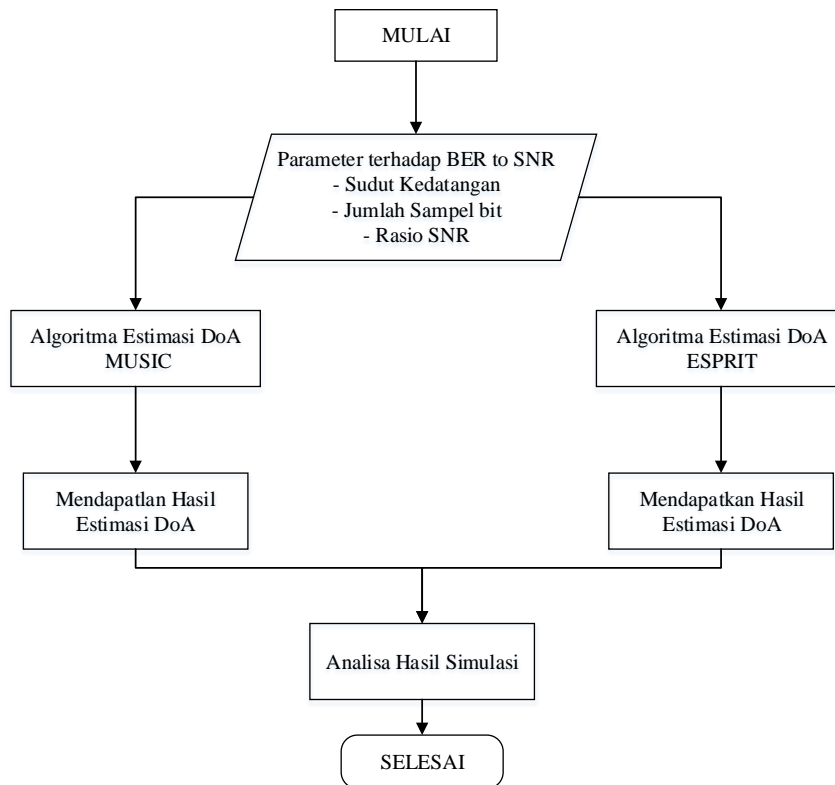 MULAI
Parameter terhadap BER to SNR
- Sudut Kedatangan
- Jumlah Sampel bit
- Rasio SNR
Algoritma Estimasi DoA
MUSIC
Algoritma Estimasi DoA
ESPRIT
Mendapatlan Hasil
Estimasi DoA
Mendapatkan Hasil
Estimasi DoA
Analisa Hasil Simulasi
SELESAI